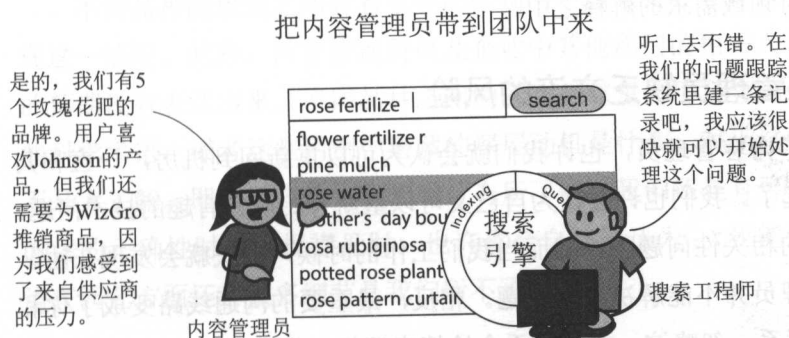 把内容管理员带到团队中来
是的，我们有5
个玫瑰花肥的
品牌。用户喜
欢Johnson的产
品，但我们还
需要为WizGro
推销商品，因
为我们感受到
了来自供应商
的压力。
rose fertilize
search
flower fertilize r
pine mulch
rose water
ther's day bou
rosa rubiginosa
potted rose plant
rose pattern curtain
Indexing
Que
搜索
引擎
听上去不错。在
我们的问题跟踪
系统里建一条记
录吧，我应该很
快就可以开始处
理这个问题。
内容管理员
搜索工程师